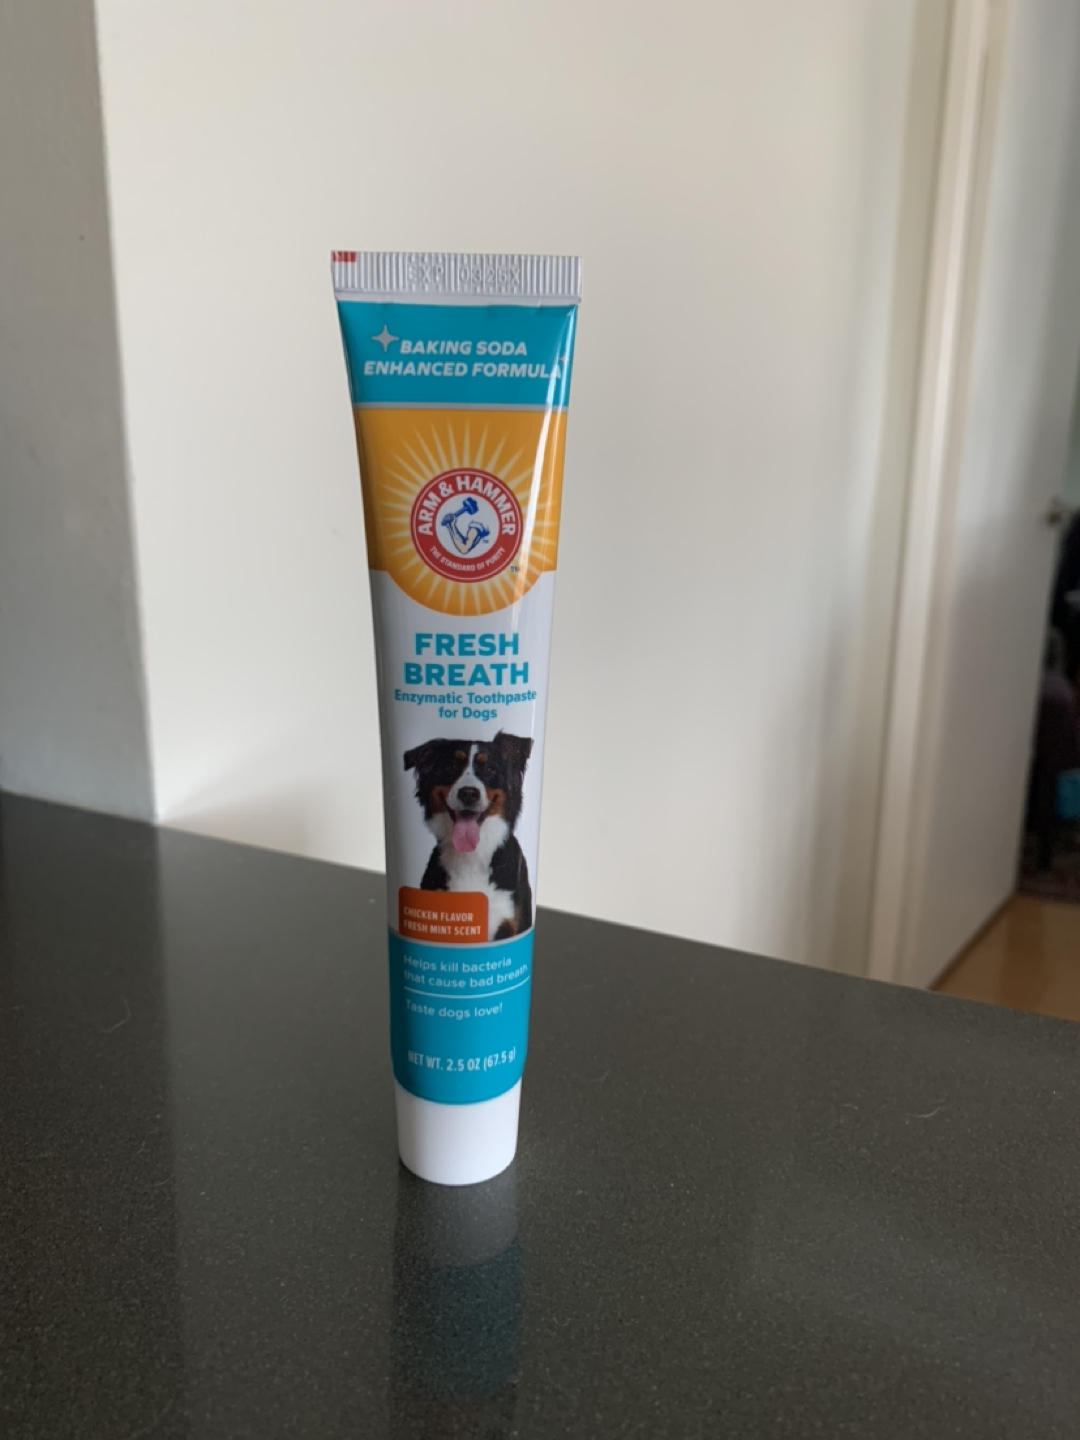 EXP 0325X
BAKING SODA
ENHANCED FORMULA
ARM & HAMMER
THE STANDARD OF PURITY
TM
FRESH
BREATH
Enzymatic Toothpaste
for Dogs
CHICKEN FLAVOR
FRESH MINT SCENT
Helps kill bacteria
that cause bad breath
Taste dogs love!
NET WT. 2.5 OZ (67.5 g)